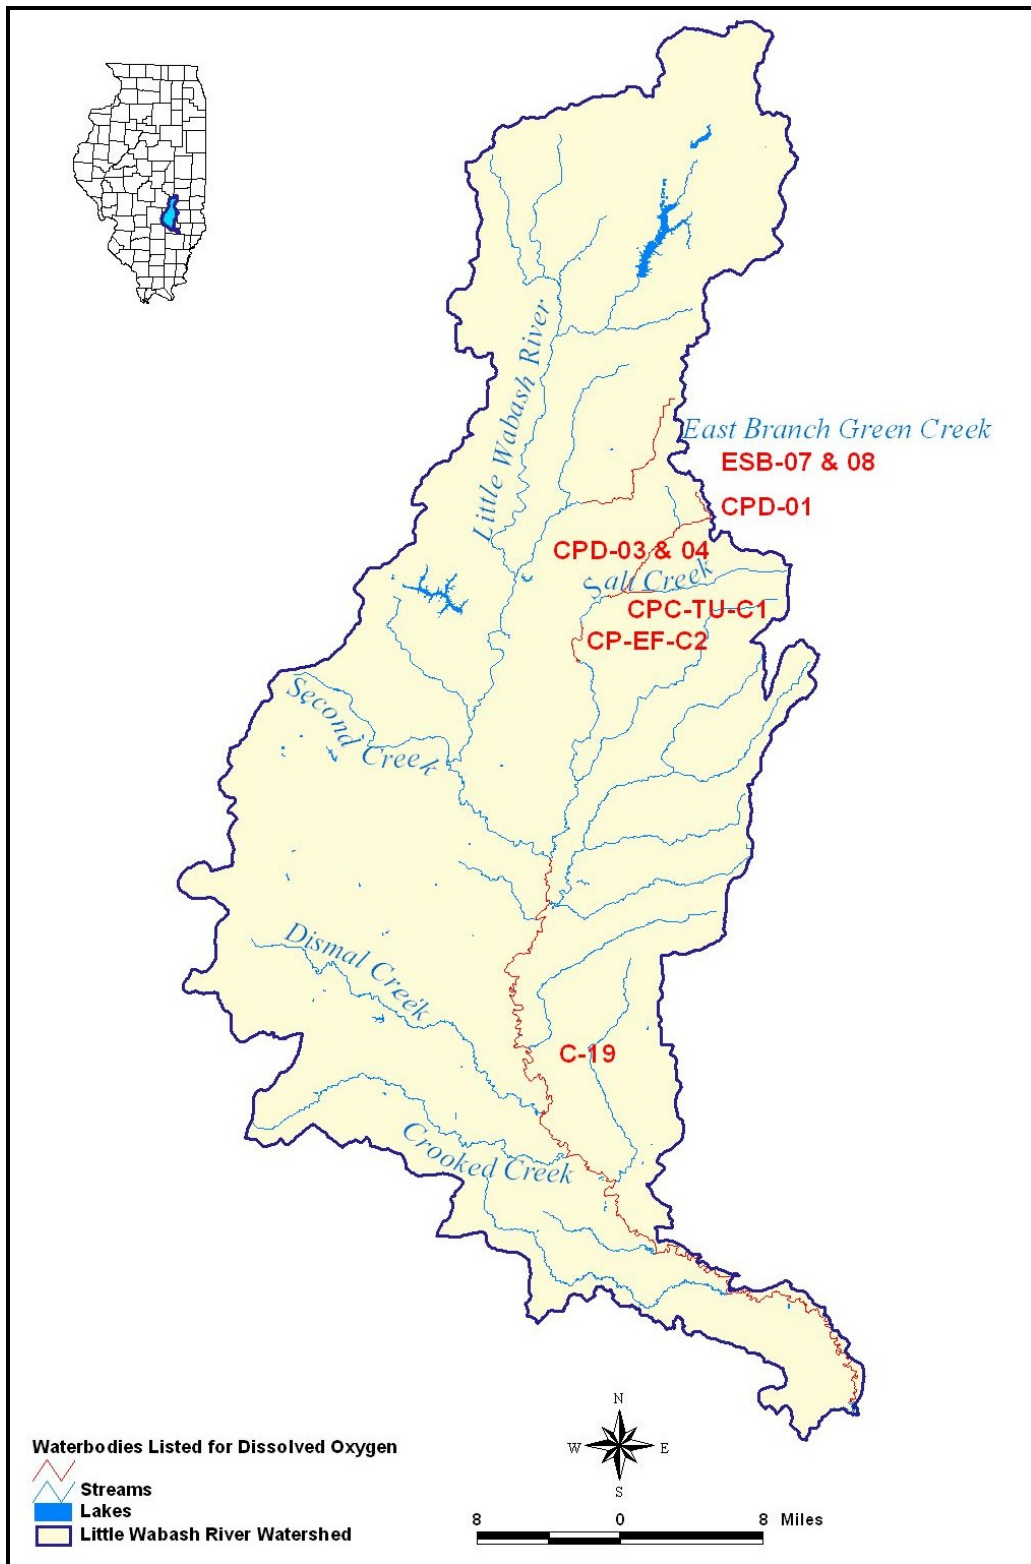 Little Wabash River
East Branch Green Creek
ESB-07 & 08
CPD-01
CPD-03 & 04
Salt Creek
CPC-TU-C1
CP-EF-C2
Second Creek
Dismal Creek
C-19
Crooked Creek
N
W E
S
Waterbodies Listed for Dissolved Oxygen
Streams
Lakes
Little Wabash River Watershed
8 0 8 Miles